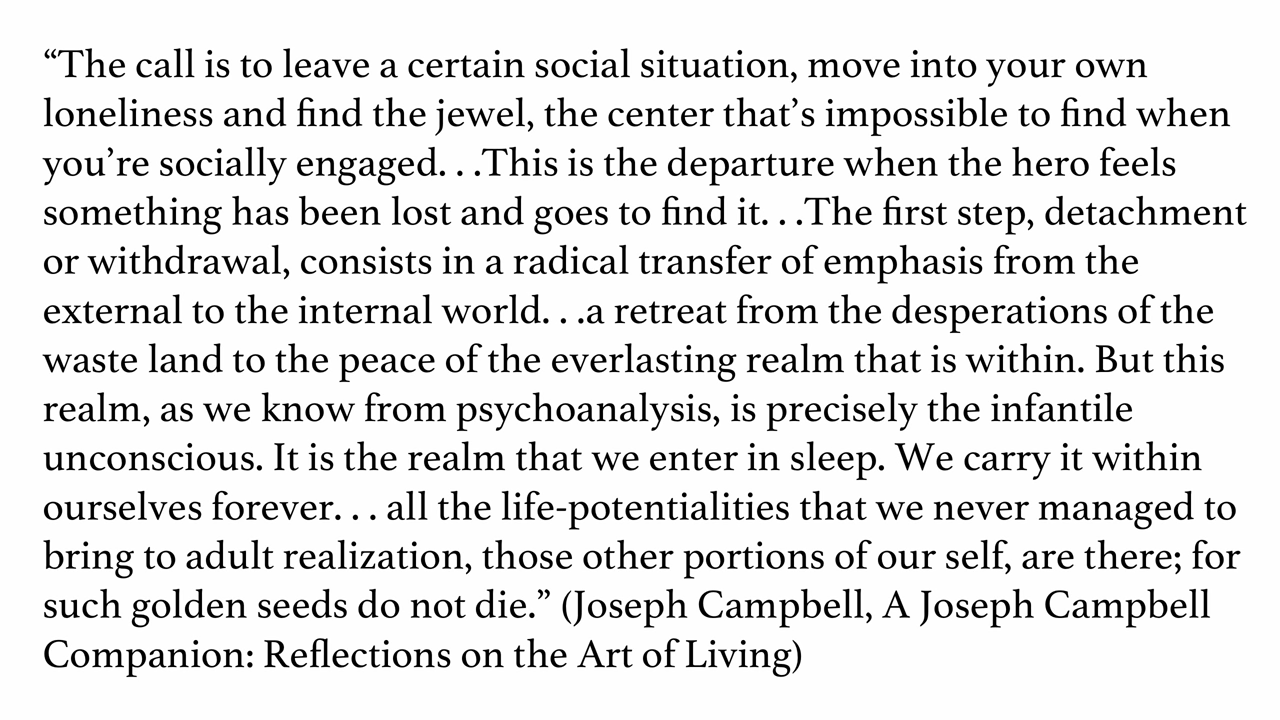 “The call is to leave a certain social situation, move into your own
loneliness and find the jewel, the center that’s impossible to find when
you’re socially engaged. . .This is the departure when the hero feels
something has been lost and goes to find it. . .The first step, detachment
or withdrawal, consists in a radical transfer of emphasis from the
external to the internal world. . .a retreat from the desperations of the
waste land to the peace of the everlasting realm that is within. But this
realm, as we know from psychoanalysis, is precisely the infantile
unconscious. It is the realm that we enter in sleep. We carry it within
ourselves forever. . . all the life-potentialities that we never managed to
bring to adult realization, those other portions of our self, are there; for
such golden seeds do not die.” (Joseph Campbell, A Joseph Campbell
Companion: Reflections on the Art of Living)